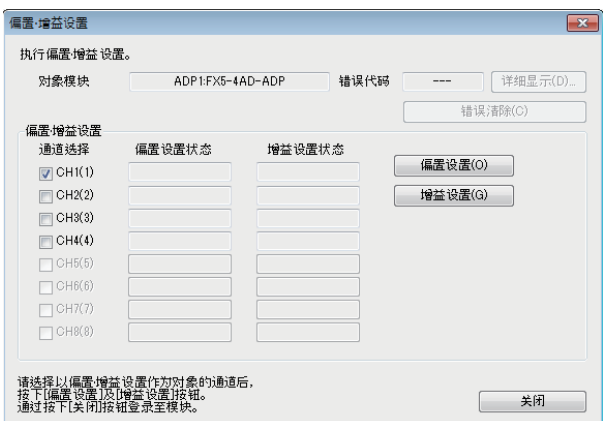 偏置·增益设置
执行偏置·增益设置。
对象模块 ADP1:FX5-4AD-ADP 错误代码 --- 详细显示(D)...
错误清除(C)
偏置·增益设置
通道选择 偏置设置状态 增益设置状态
CH1(1) 偏置设置(O)
CH2(2) 增益设置(G)
CH3(3)
CH4(4)
CH5(5)
CH6(6)
CH7(7)
CH8(8)
请选择以偏置·增益设置作为对象的通道后,
按下[偏置设置]及[增益设置]按钮。
通过按下[关闭]按钮登录至模块。
关闭